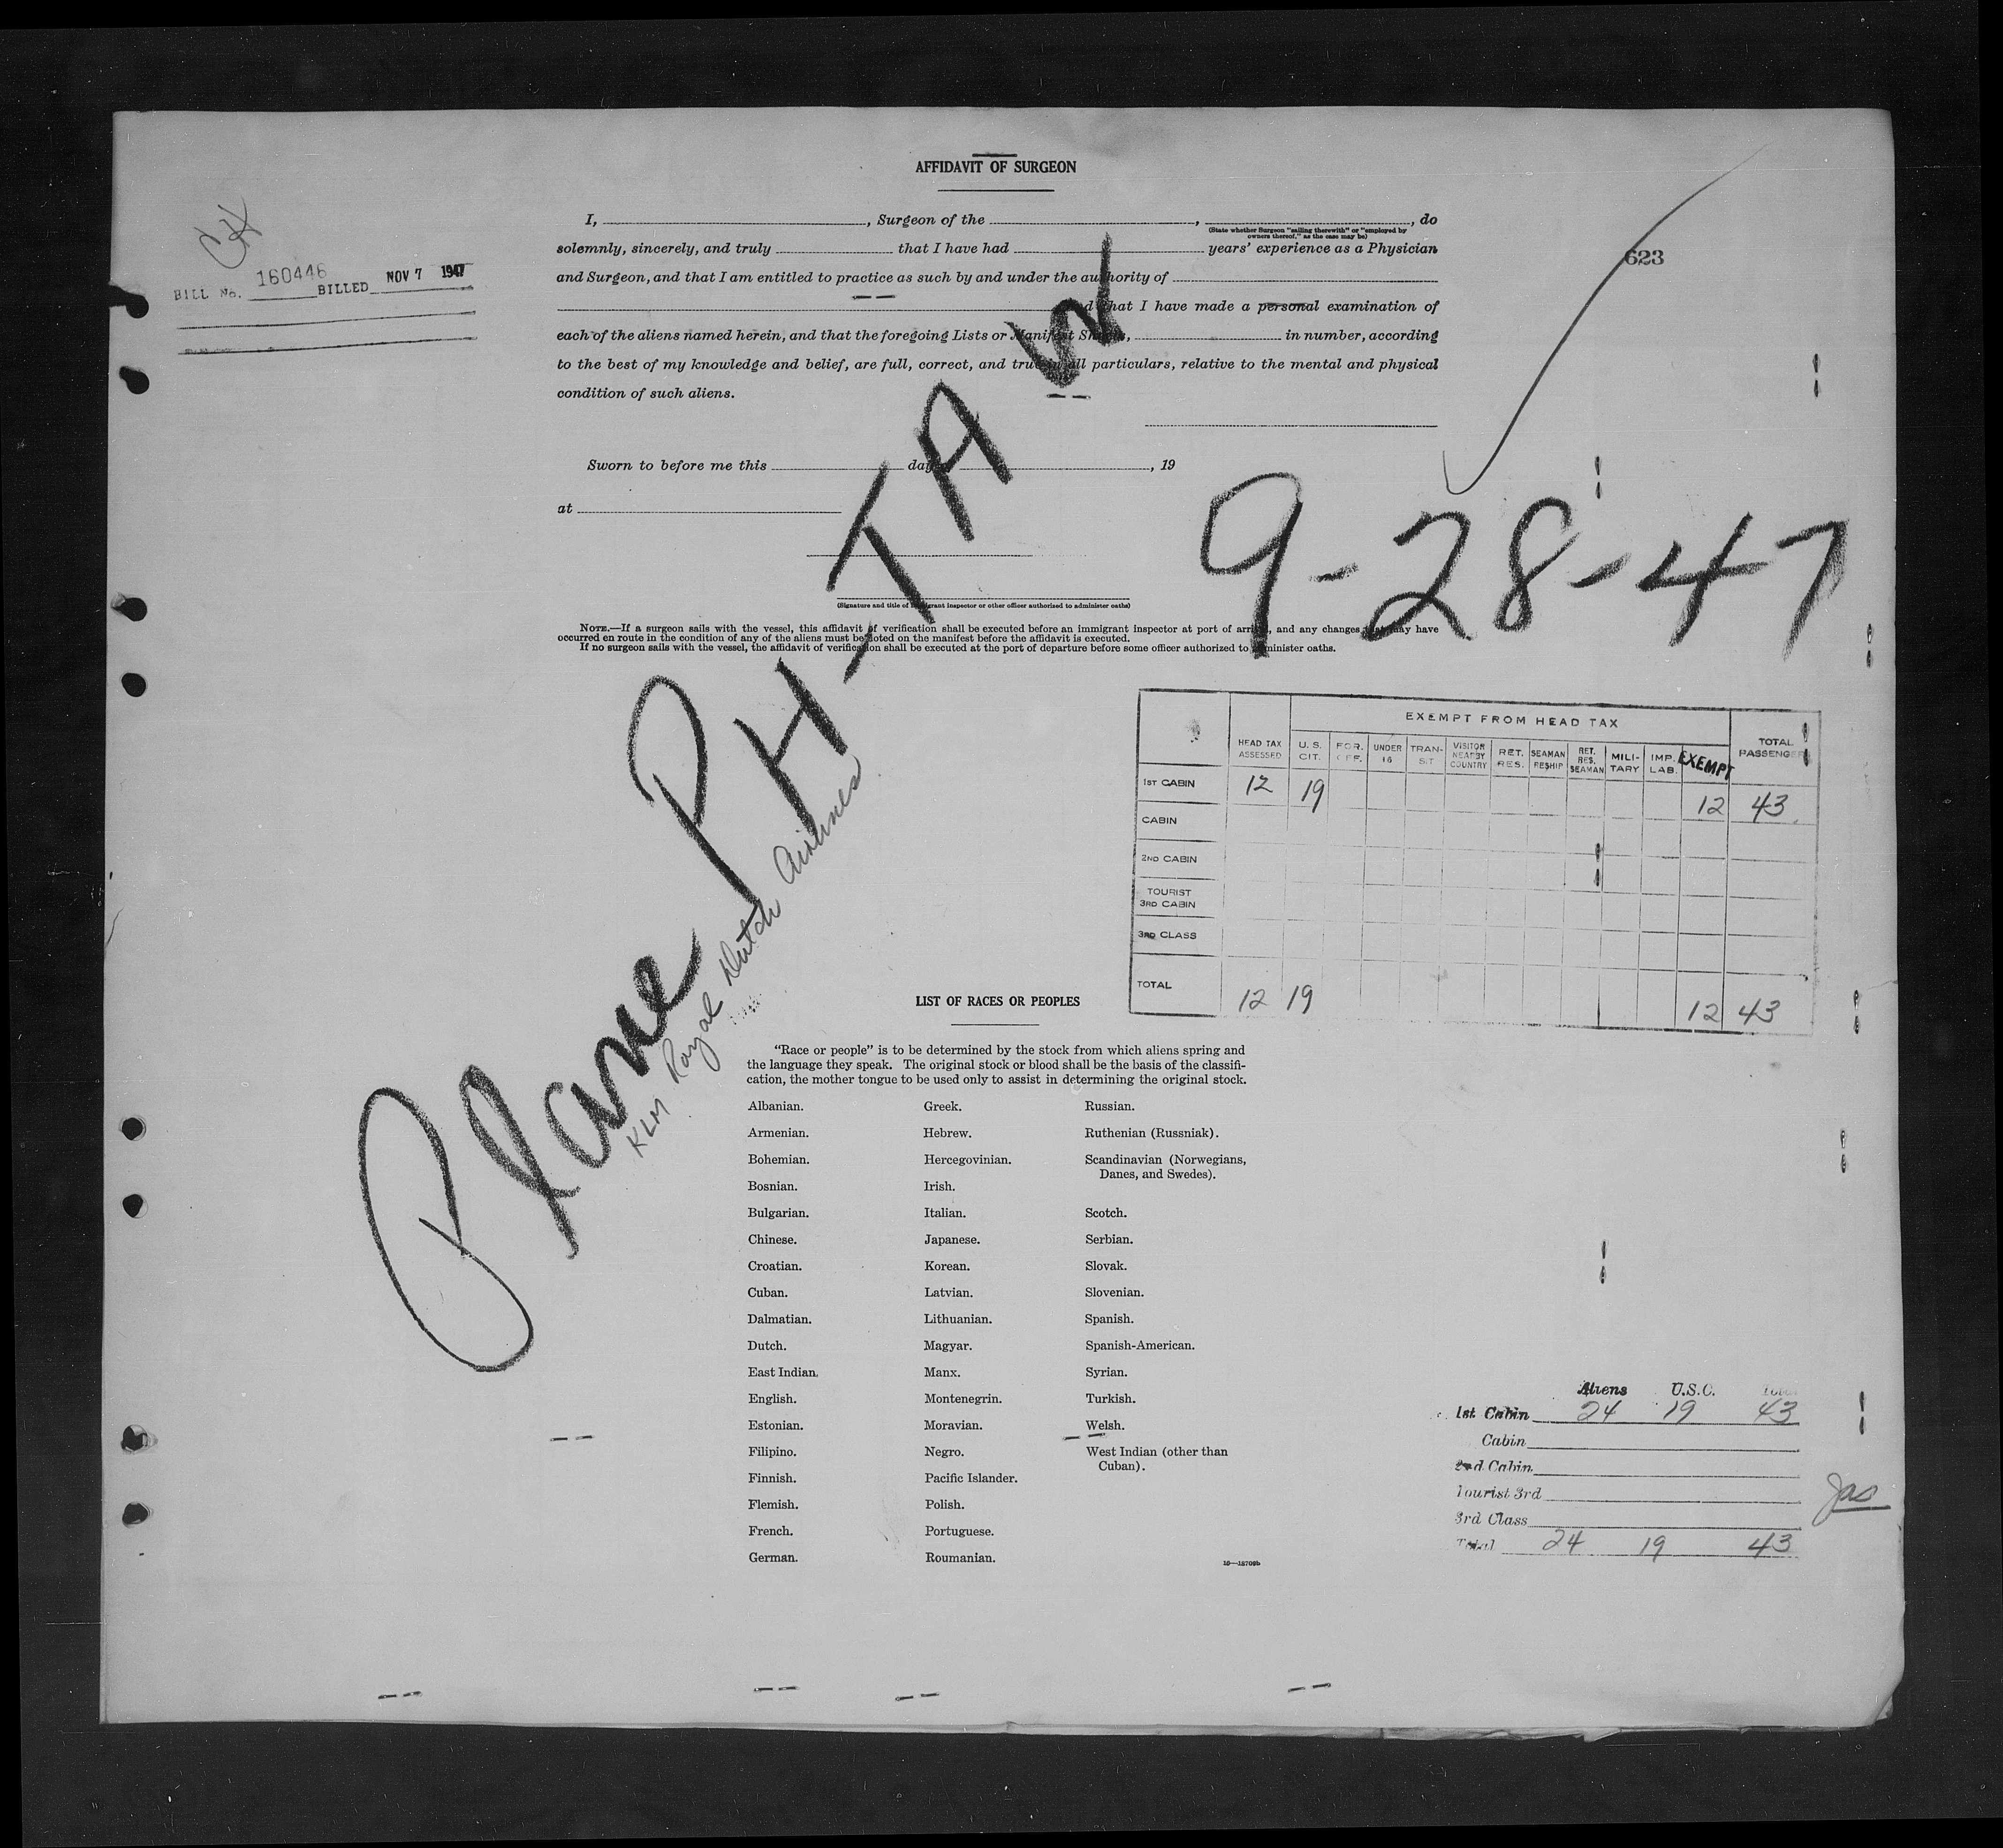 AFFIDAVIT OF SURGEON
I, , Surgeon of the , , do
(State whether Surgeon "sailing therewith" or "employed by
owners thereof," as the case may be)
solemnly, sincerely, and truly that I have had years' experience as a Physician
and Surgeon, and that I am entitled to practice as such by and under the authority of
that I have made a personal examination of
each of the aliens named herein, and that the foregoing Lists or Manifest Sheets, in number, according
to the best of my knowledge and belief, are full, correct, and true in all particulars, relative to the mental and physical
condition of such aliens.
Sworn to before me this day , 19
at
(Signature and title of immigrant inspector or other officer authorized to administer oaths)
NOTE.—If a surgeon sails with the vessel, this affidavit of verification shall be executed before an immigrant inspector at port of arrival, and any changes that may have
occurred en route in the condition of any of the aliens must be noted on the manifest before the affidavit is executed.
If no surgeon sails with the vessel, the affidavit of verification shall be executed at the port of departure before some officer authorized to administer oaths.
CH
BILL No. 160446 BILLED NOV 7 1947
623
9-28-47
Plane PH-TAW
KLM Royal Dutch Airlines
EXEMPT FROM HEAD TAX
HEAD TAX ASSESSED U.S. CIT. FOR. OFF. UNDER 16 TRANSIT VISITOR NEARBY COUNTRY RET. RES. SEAMAN RESHIP RET. RES. SEAMAN MILITARY IMP. LAB. EXEMPT TOTAL PASSENGERS
1ST CABIN 12 19 12 43
CABIN
2ND CABIN
TOURIST
3RD CABIN
3RD CLASS
TOTAL 12 19 12 43
LIST OF RACES OR PEOPLES
"Race or people" is to be determined by the stock from which aliens spring and
the language they speak. The original stock or blood shall be the basis of the classifi-
cation, the mother tongue to be used only to assist in determining the original stock.
Albanian. Greek. Russian.
Armenian. Hebrew. Ruthenian (Russniak).
Bohemian. Hercegovinian. Scandinavian (Norwegians,
Danes, and Swedes).
Bosnian. Irish.
Bulgarian. Italian. Scotch.
Chinese. Japanese. Serbian.
Croatian. Korean. Slovak.
Cuban. Latvian. Slovenian.
Dalmatian. Lithuanian. Spanish.
Dutch. Magyar. Spanish-American.
East Indian. Manx. Syrian.
English. Montenegrin. Turkish.
Estonian. Moravian. Welsh.
Filipino. Negro. West Indian (other than
Cuban).
Finnish. Pacific Islander.
Flemish. Polish.
French. Portuguese.
German. Roumanian.
16—18706b
Aliens U.S.C. Total
1st Cabin 24 19 43
Cabin
2nd Cabin
Tourist 3rd
3rd Class
Total 24 19 43
Jas